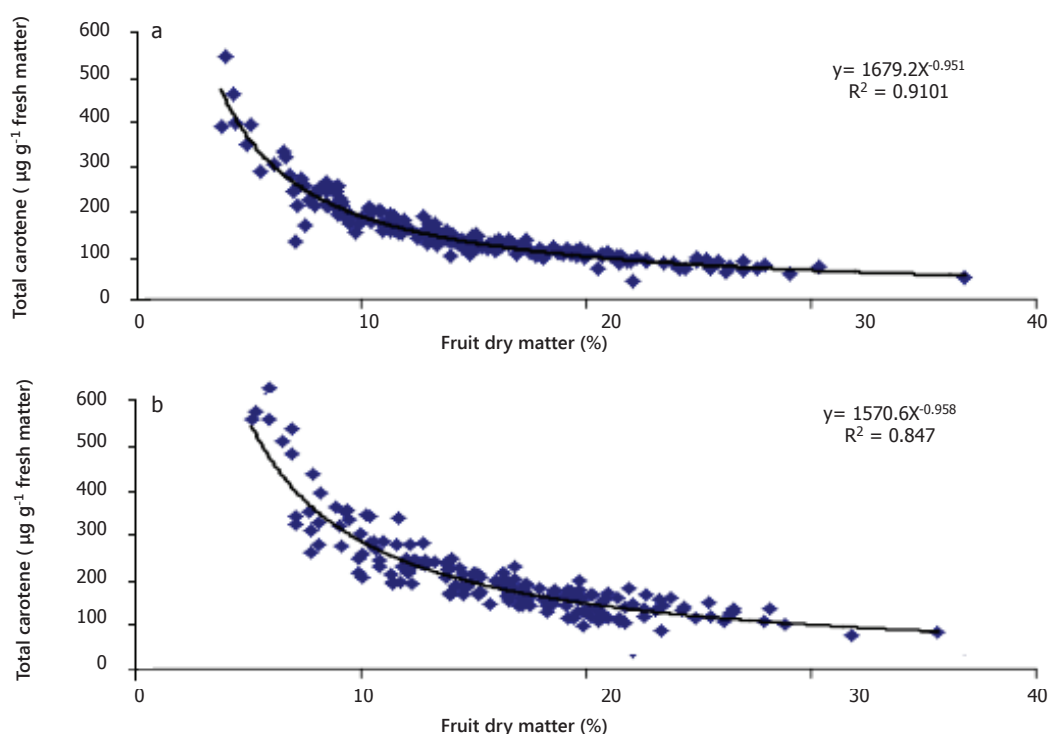 a
y= 1679.2X-0.951
R2 = 0.9101
Total carotene ( µg g-1 fresh matter)
600
500
400
300
200
100
0
0 10 20 30 40
Fruit dry matter (%)
b
y= 1570.6X-0.958
R2 = 0.847
Total carotene ( µg g-1 fresh matter)
600
500
400
300
200
100
0
0 10 20 30 40
Fruit dry matter (%)